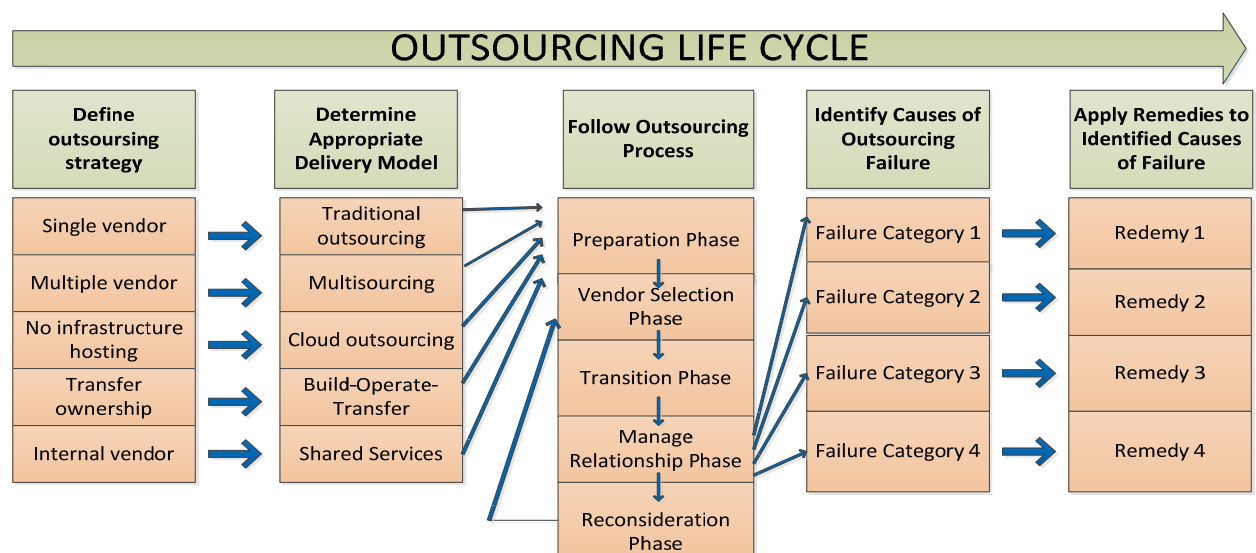 OUTSOURCING LIFE CYCLE
Define
outsoursing
strategy
Determine
Appropriate
Delivery Model
Follow Outsourcing
Process
Identify Causes of
Outsourcing
Failure
Apply Remedies to
Identified Causes
of Failure
Single vendor
Multiple vendor
No infrastructure
hosting
Transfer
ownership
Internal vendor
Traditional
outsourcing
Multisourcing
Cloud outsourcing
Build-Operate-
Transfer
Shared Services
Preparation Phase
Vendor Selection
Phase
Transition Phase
Manage
Relationship Phase
Reconsideration
Phase
Failure Category 1
Failure Category 2
Failure Category 3
Failure Category 4
Redemy 1
Remedy 2
Remedy 3
Remedy 4